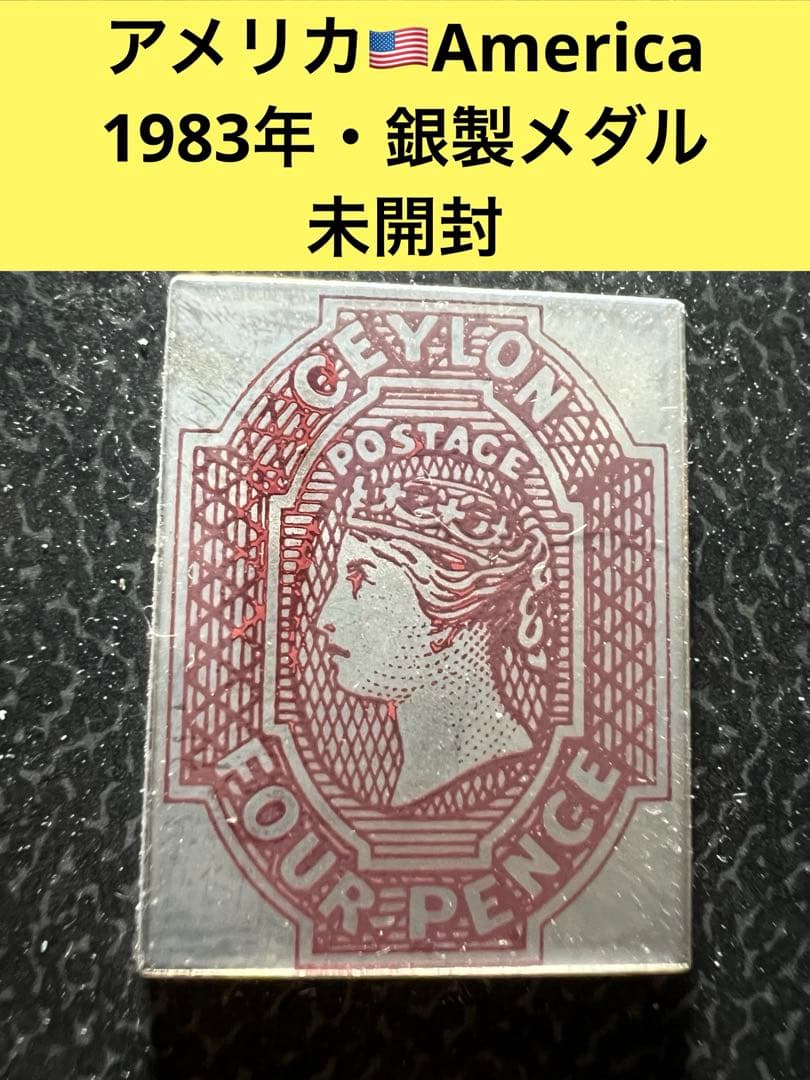 アメリカ🇺🇸America
1983年・銀製メダル
未開封
CEYLON
POSTAGE
FOUR PENCE